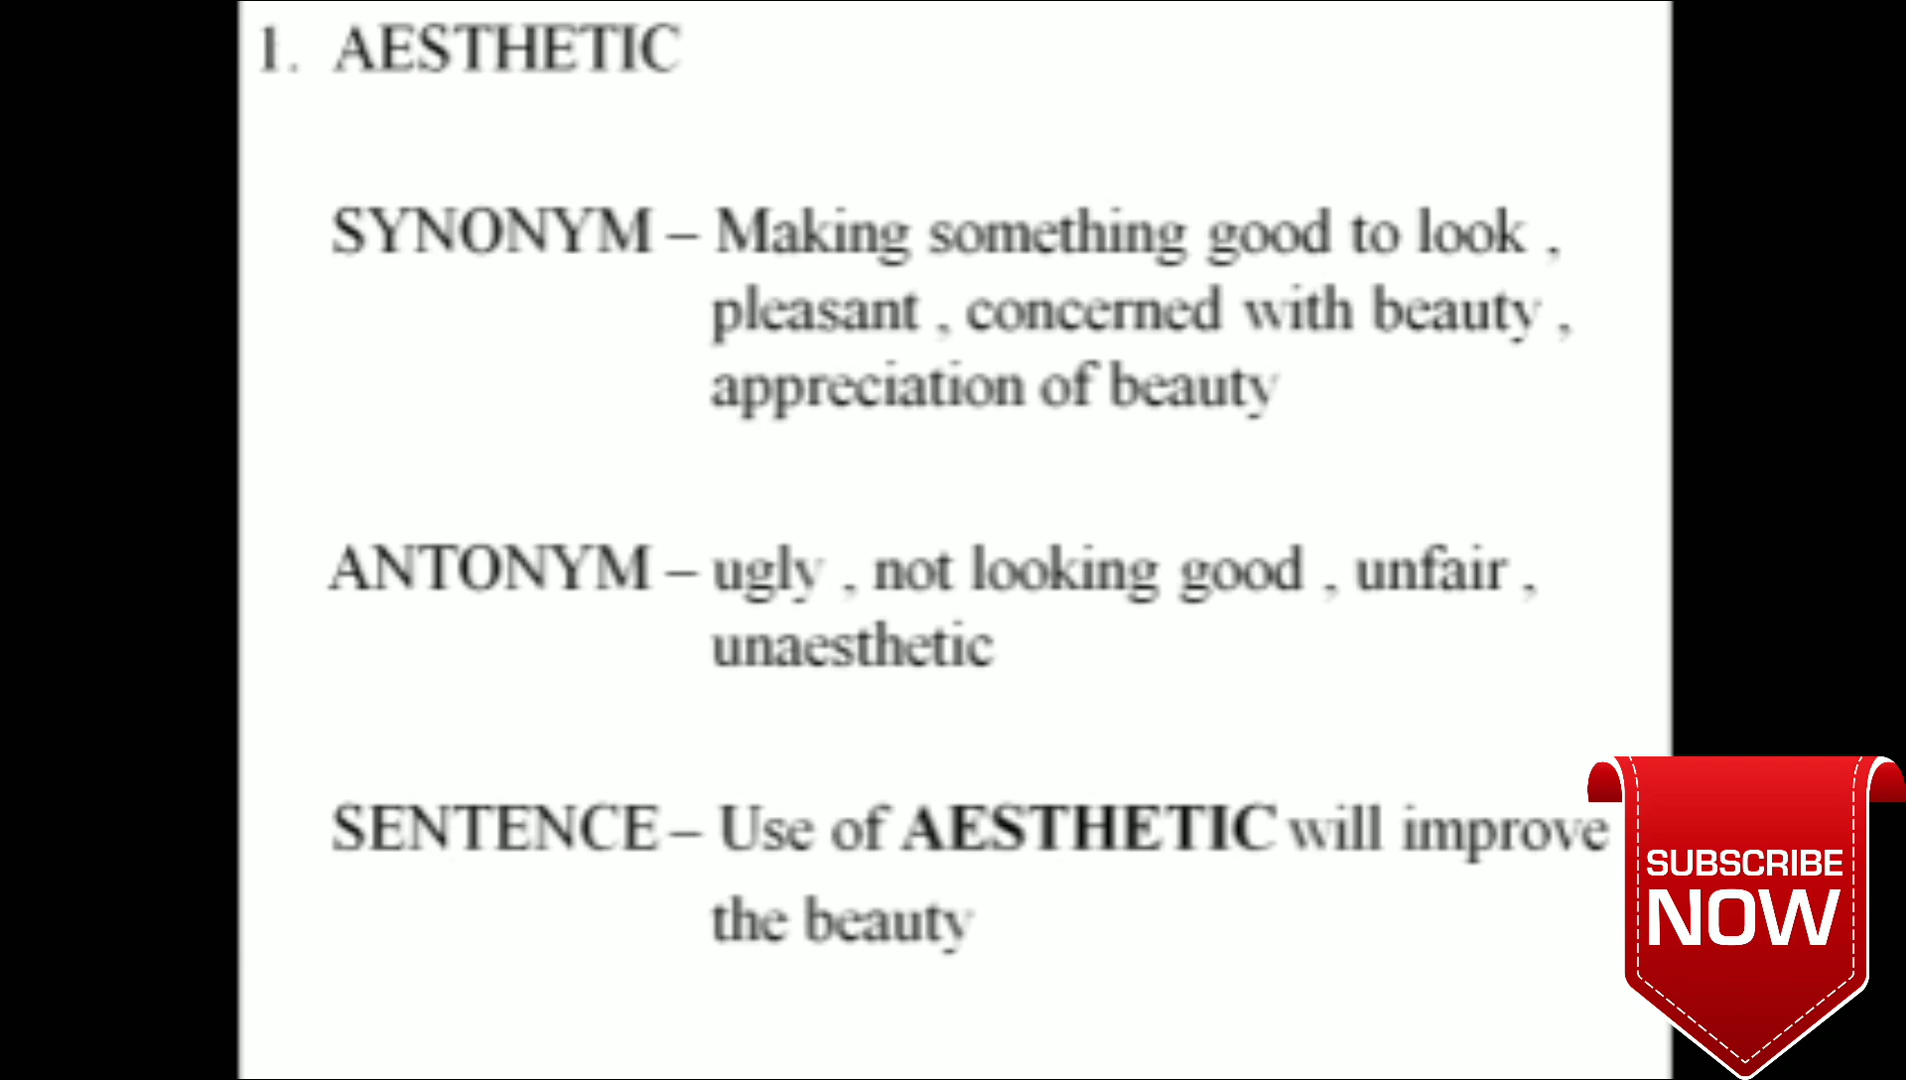 1. AESTHETIC
SYNONYM – Making something good to look ,
pleasant , concerned with beauty ,
appreciation of beauty
ANTONYM – ugly , not looking good , unfair ,
unaesthetic
SENTENCE – Use of AESTHETIC will improve
the beauty
SUBSCRIBE
NOW